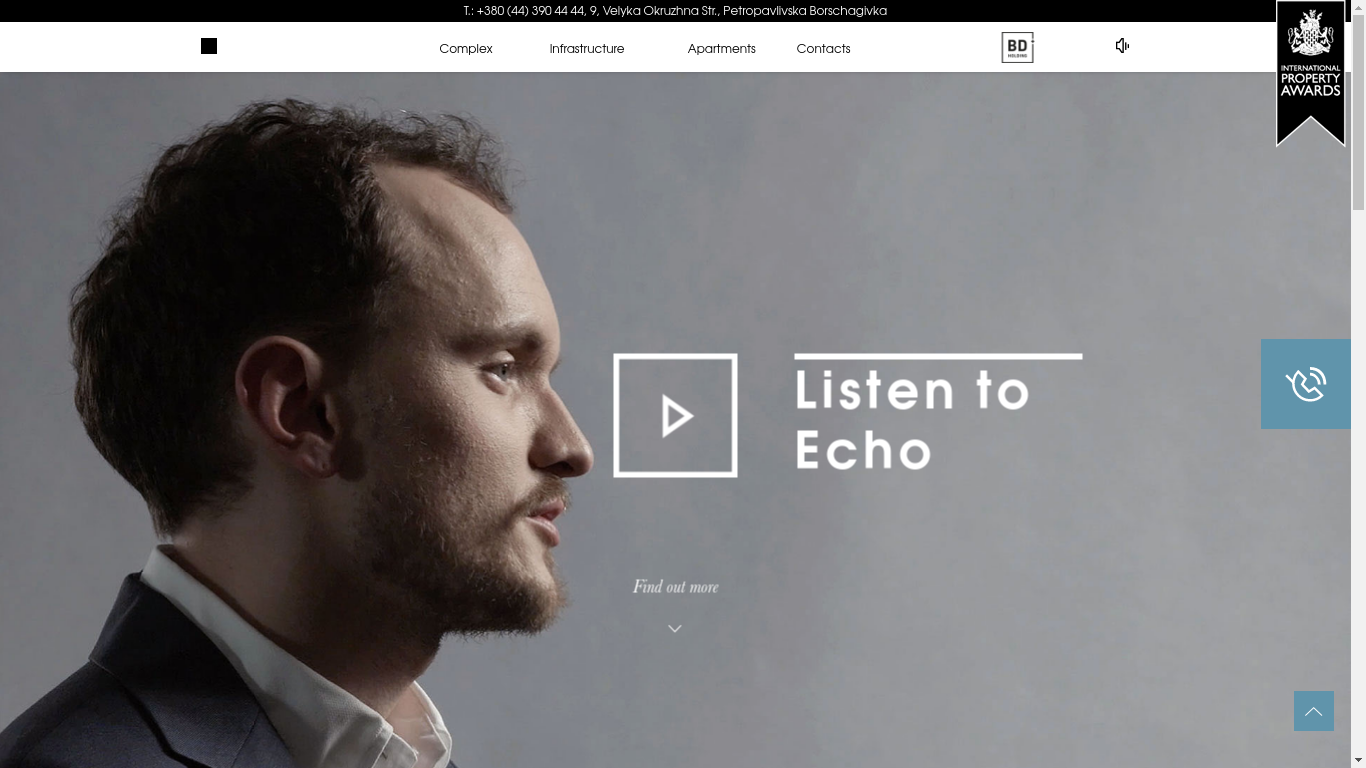 T.: +380 (44) 390 44 44, 9, Velyka Okruzhna Str., Petropavlivska Borschagivka
Complex Infrastructure Apartments Contacts
BD
HOLDING
INTERNATIONAL
PROPERTY
AWARDS
Listen to
Echo
Find out more